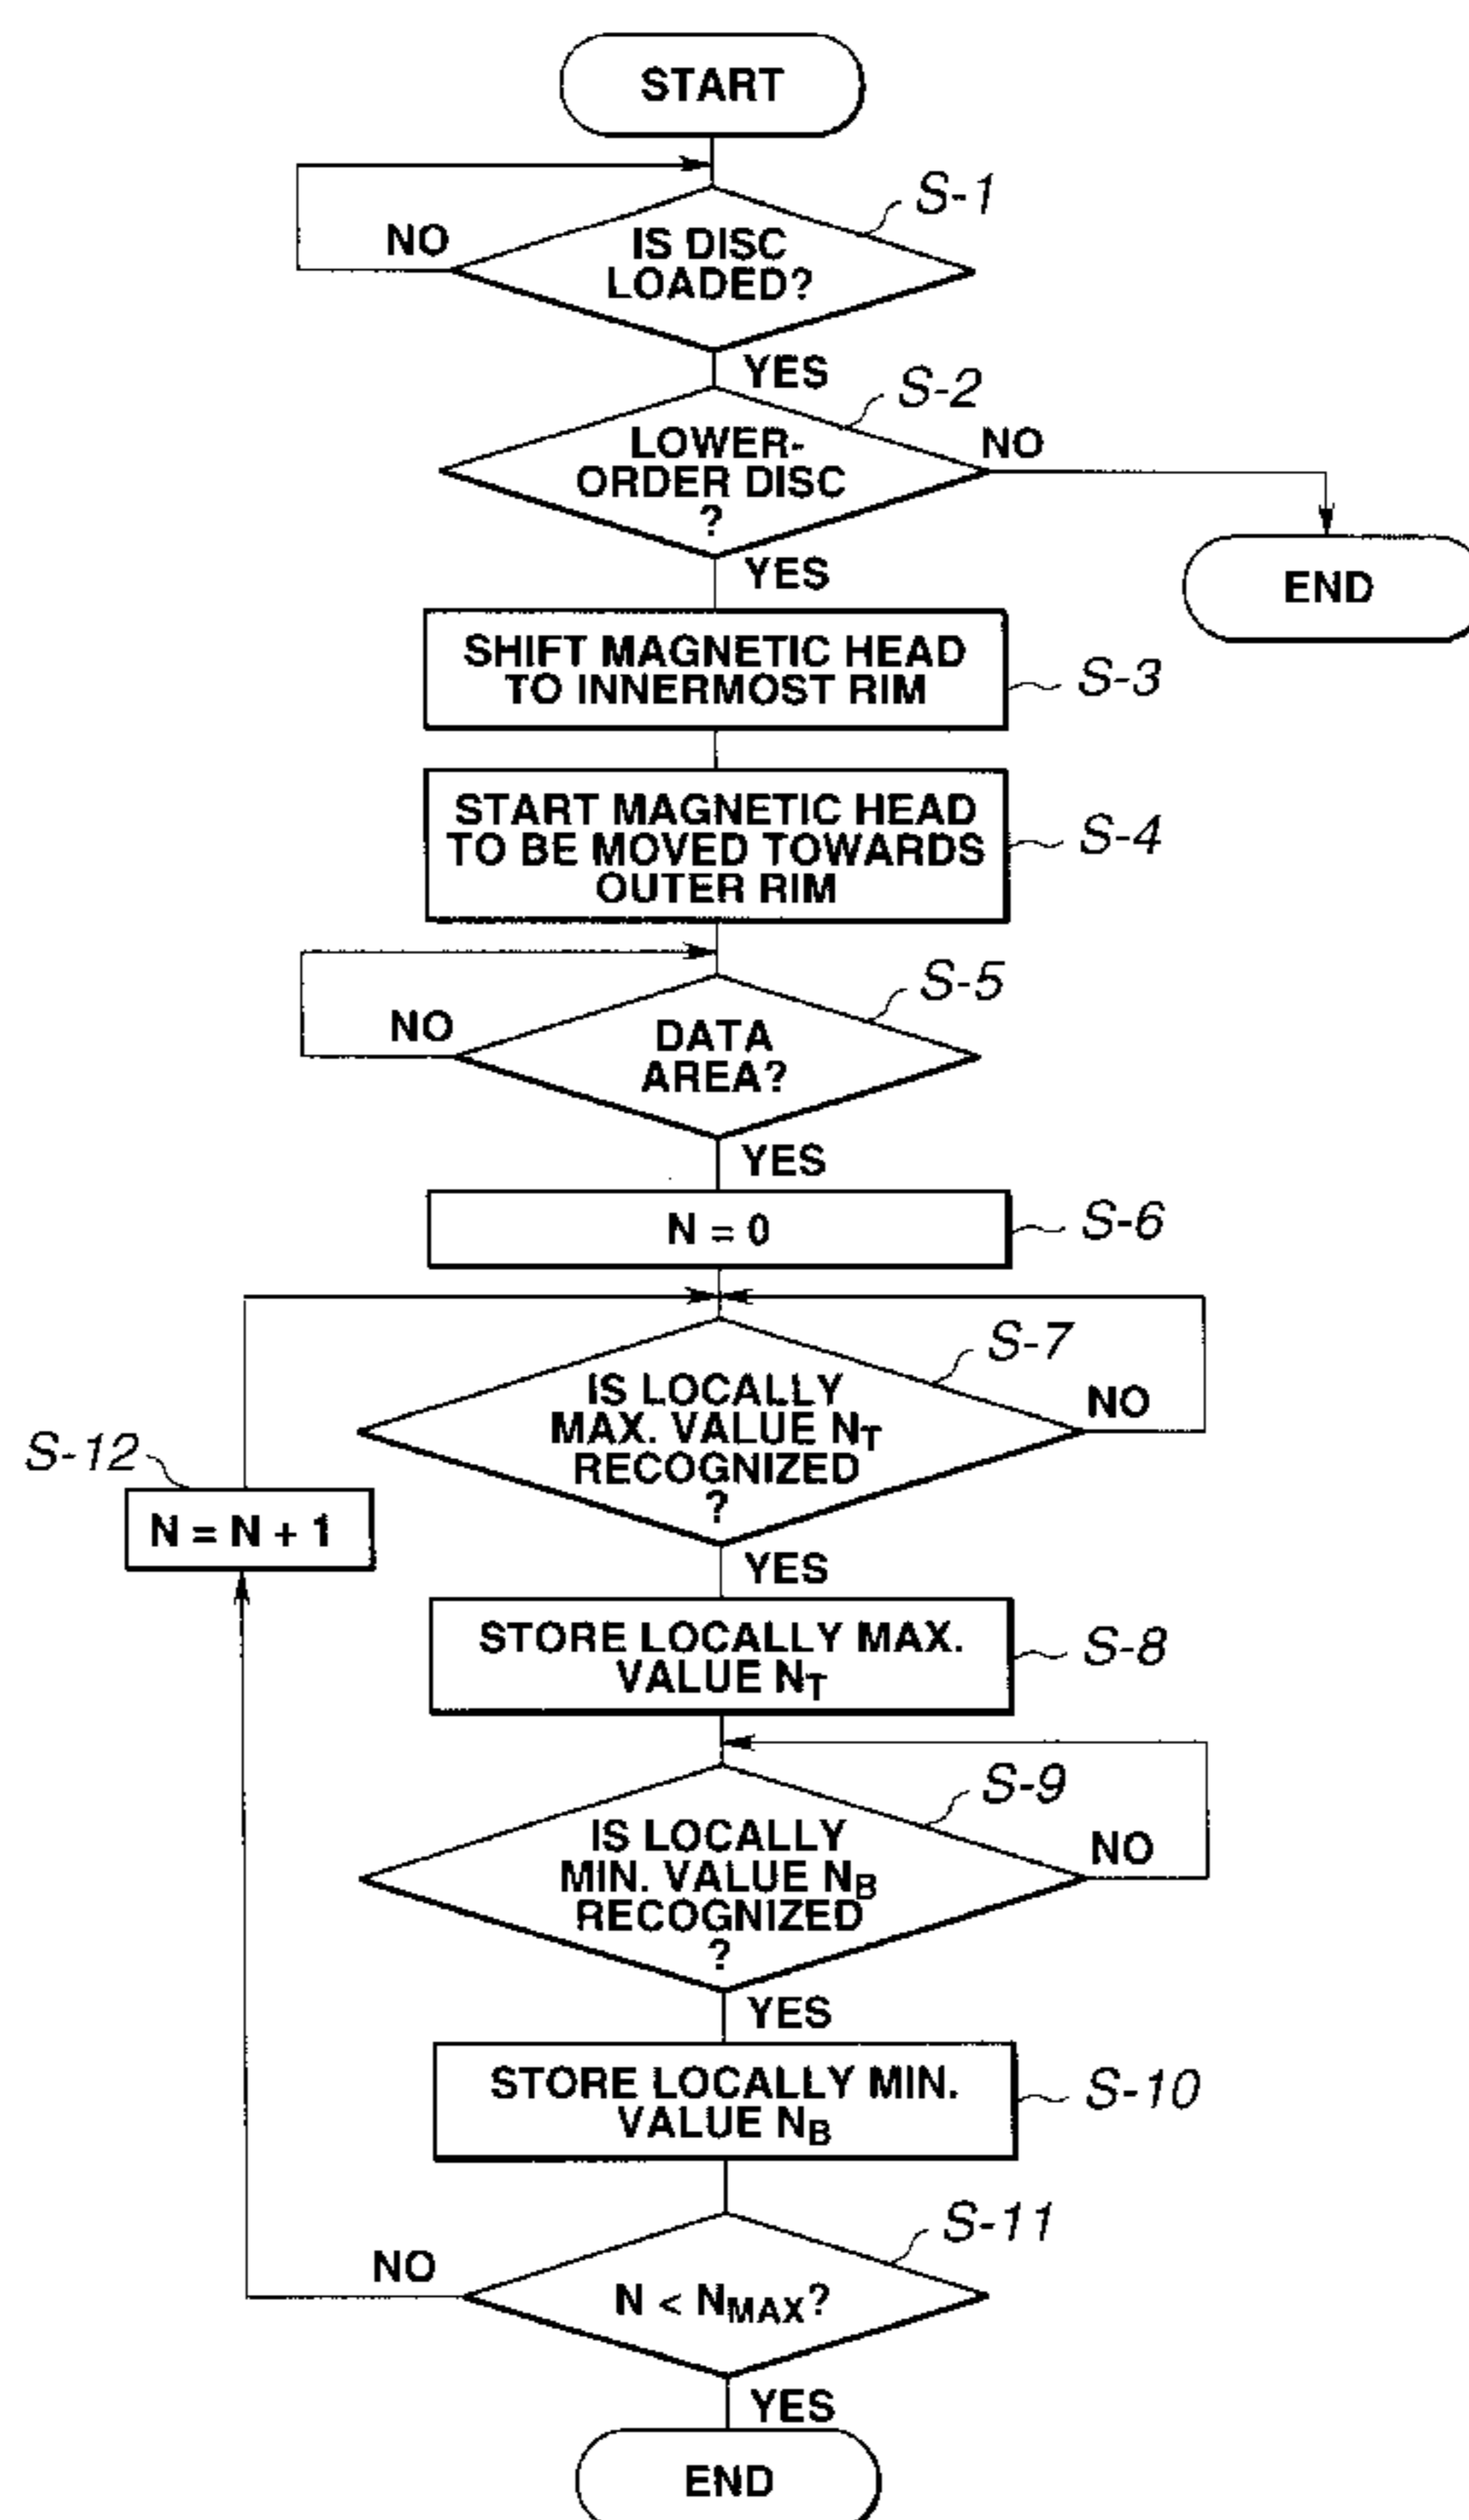 START
S-1
NO
IS DISC
LOADED?
YES
S-2
LOWER-
ORDER DISC
?
NO
YES
END
SHIFT MAGNETIC HEAD
TO INNERMOST RIM
S-3
START MAGNETIC HEAD
TO BE MOVED TOWARDS
OUTER RIM
S-4
S-5
NO
DATA
AREA?
YES
N = 0
S-6
S-7
IS LOCALLY
MAX. VALUE NT
RECOGNIZED
?
NO
S-12
N = N + 1
YES
STORE LOCALLY MAX.
VALUE NT
S-8
S-9
IS LOCALLY
MIN. VALUE NB
RECOGNIZED
?
NO
YES
STORE LOCALLY MIN.
VALUE NB
S-10
S-11
NO
N < NMAX?
YES
END